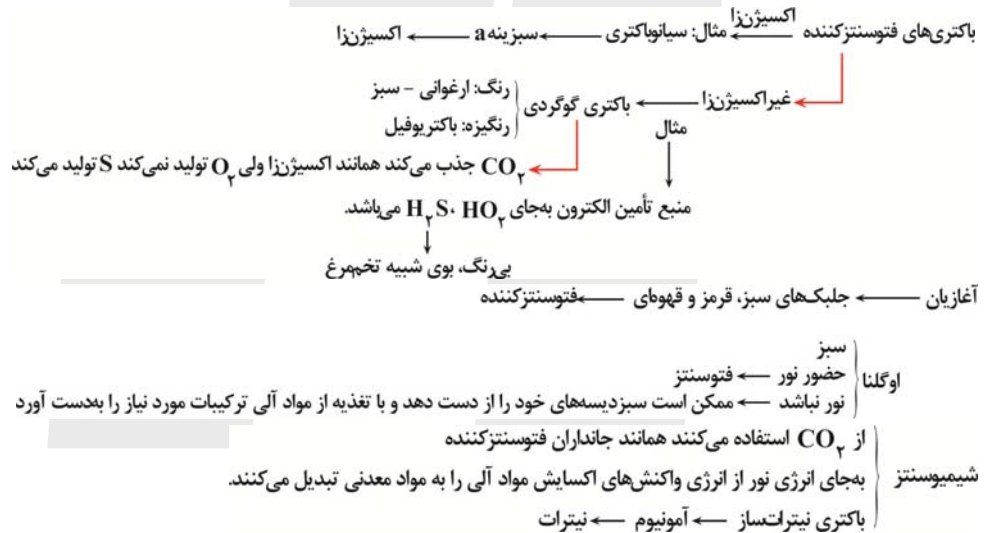 باکتری‌های فتوسنتزکننده اکسیژن‌زا ← مثال: سیانوباکتری ← سبزینه a ← اکسیژن‌زا
غیراکسیژن‌زا ← باکتری گوگردی
رنگ: ارغوانی – سبز
رنگیزه: باکتریوفیل
مثال
CO۲ جذب می‌کند همانند اکسیژن‌زا ولی O۲ تولید نمی‌کند S تولید می‌کند
منبع تأمین الکترون به‌جای HO۲، H۲S می‌باشد.
بی‌رنگ، بوی شبیه تخم‌مرغ
آغازیان ← جلبک‌های سبز، قرمز و قهوه‌ای ← فتوسنتزکننده
اوگلنا
سبز
حضور نور ← فتوسنتز
نور نباشد ← ممکن است سبزدیسه‌های خود را از دست دهد و با تغذیه از مواد آلی ترکیبات مورد نیاز را به‌دست آورد
شیمیوسنتز
از CO۲ استفاده می‌کنند همانند جانداران فتوسنتزکننده
به‌جای انرژی نور از انرژی واکنش‌های اکسایش مواد آلی را به مواد معدنی تبدیل می‌کنند.
باکتری نیترات‌ساز ← آمونیوم ← نیترات